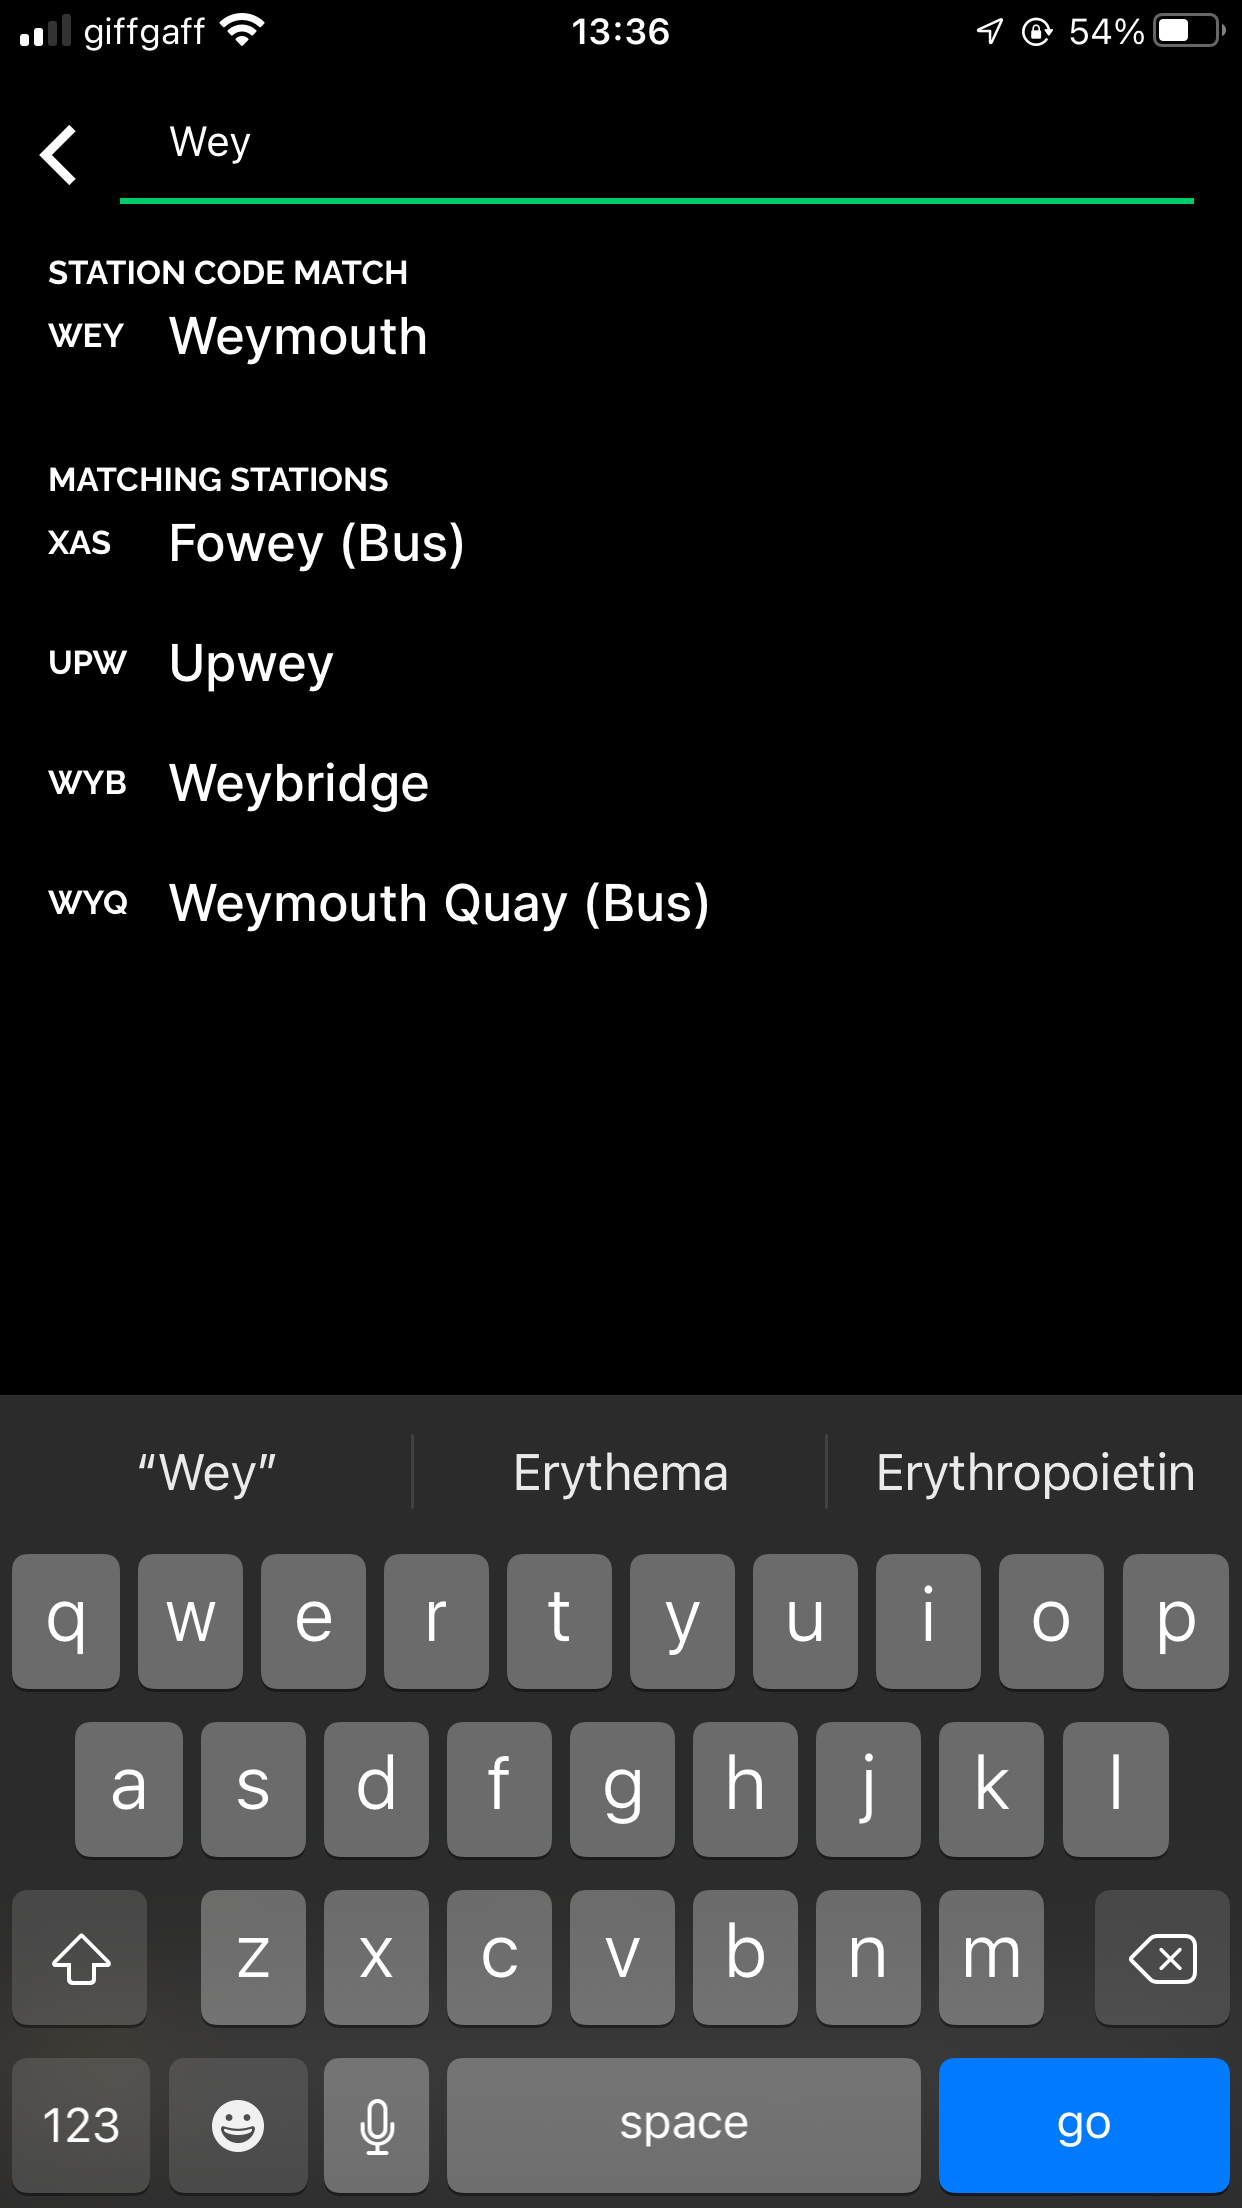 giffgaff 13:36 54%
Wey
STATION CODE MATCH
WEY Weymouth
MATCHING STATIONS
XAS Fowey (Bus)
UPW Upwey
WYB Weybridge
WYQ Weymouth Quay (Bus)
“Wey” Erythema Erythropoietin
q w e r t y u i o p
a s d f g h j k l
z x c v b n m
123 space go